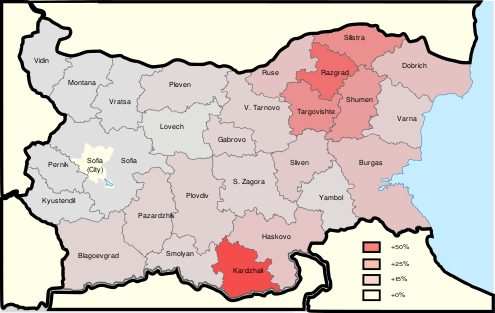 Silistra
Vidin
Dobrich
Ruse
Razgrad
Montana
Pleven
Vratsa
Shumen
V. Tarnovo
Targovishte
Varna
Lovech
Gabrovo
Pernik
Sofia
(City)
Sofia
Sliven
Burgas
S. Zagora
Plovdiv
Yambol
Kyustendil
Pazardzhik
Haskovo
Blagoevgrad
Smolyan
Kardzhali
+50%
+25%
+15%
+0%